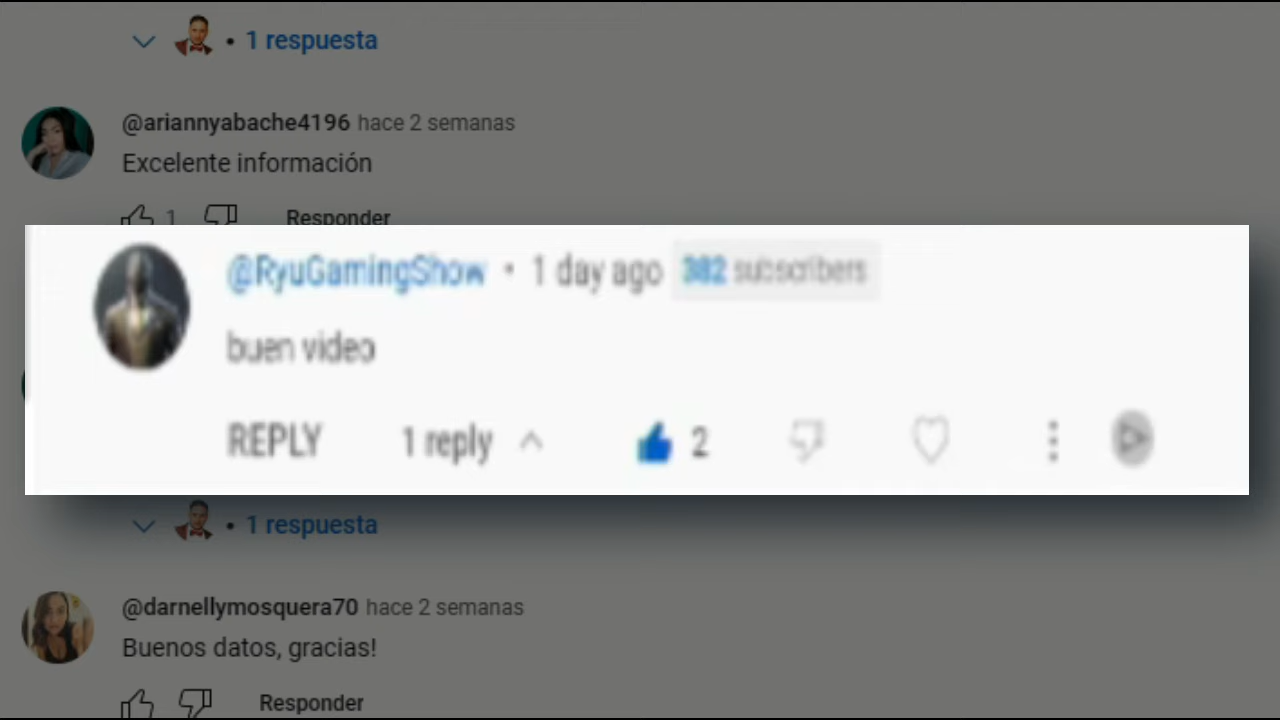 • 1 respuesta
@ariannyabache4196 hace 2 semanas
Excelente información
1 Responder
@RyuGamingShow • 1 day ago 382 subscribers
buen video
REPLY 1 reply 2
• 1 respuesta
@darnellymosquera70 hace 2 semanas
Buenos datos, gracias!
Responder